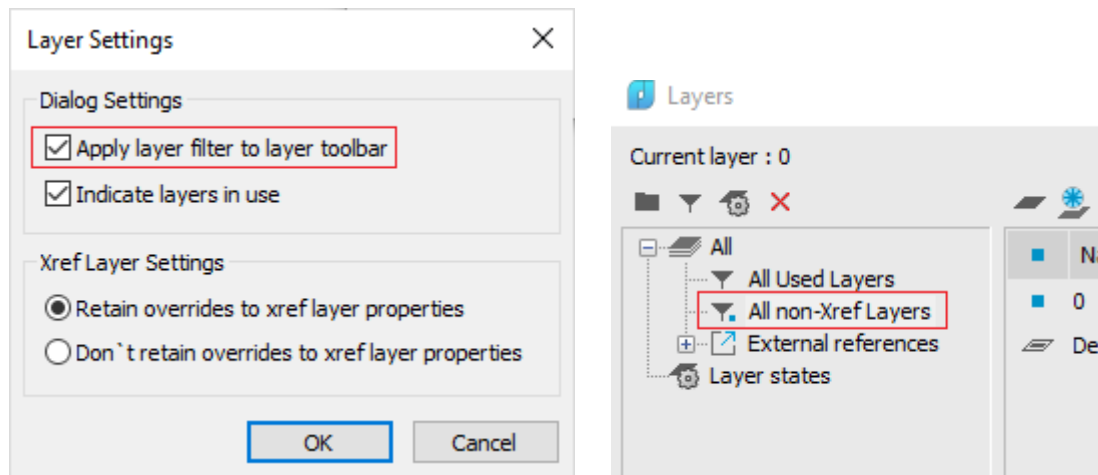 Layer Settings
Dialog Settings
Apply layer filter to layer toolbar
Indicate layers in use
Xref Layer Settings
Retain overrides to xref layer properties
Don`t retain overrides to xref layer properties
OK
Cancel
Layers
Current layer : 0
All
All Used Layers
All non-Xref Layers
External references
Layer states
Na
0
De